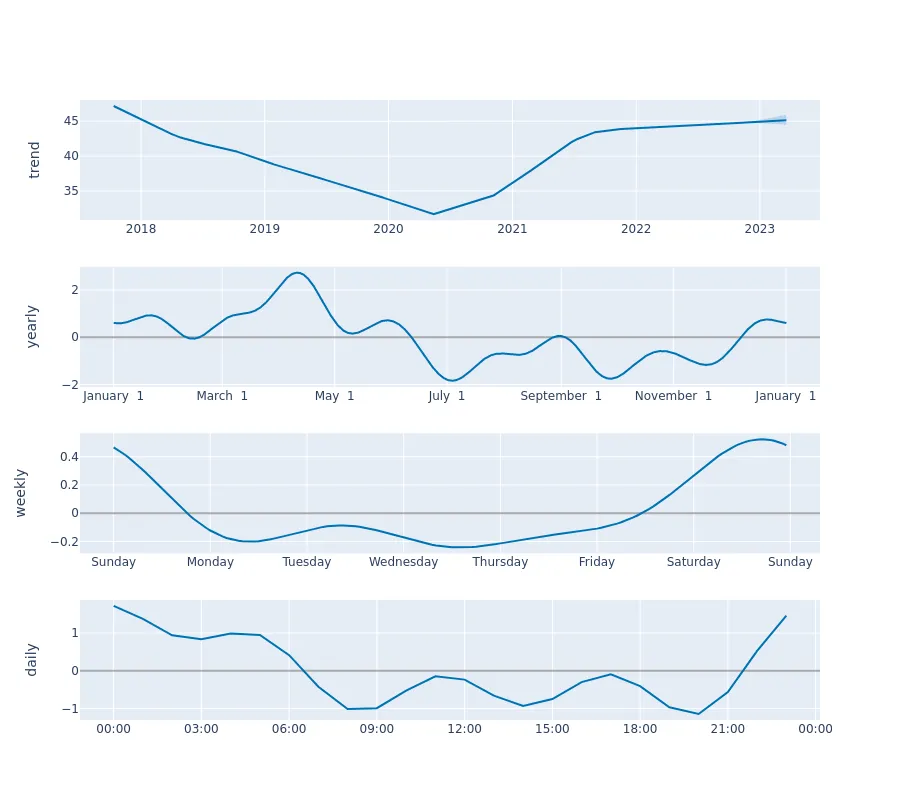 trend
45
40
35
2018 2019 2020 2021 2022 2023
yearly
2
0
−2
January 1 March 1 May 1 July 1 September 1 November 1 January 1
weekly
0.4
0.2
0
−0.2
Sunday Monday Tuesday Wednesday Thursday Friday Saturday Sunday
daily
1
0
−1
00:00 03:00 06:00 09:00 12:00 15:00 18:00 21:00 00:00